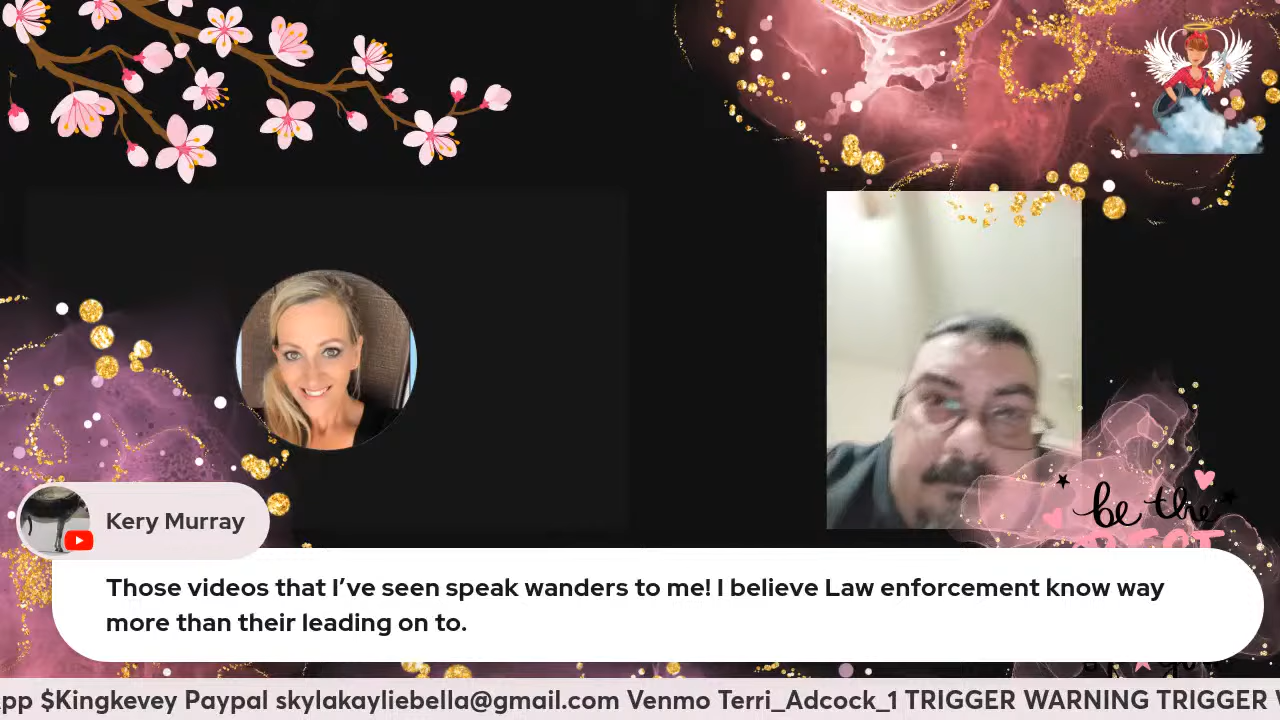 be the
BEST
Kery Murray
Those videos that I’ve seen speak wanders to me! I believe Law enforcement know way
more than their leading on to.
pp $Kingkevey Paypal skylakayliebella@gmail.com Venmo Terri_Adcock_1 TRIGGER WARNING TRIGGER